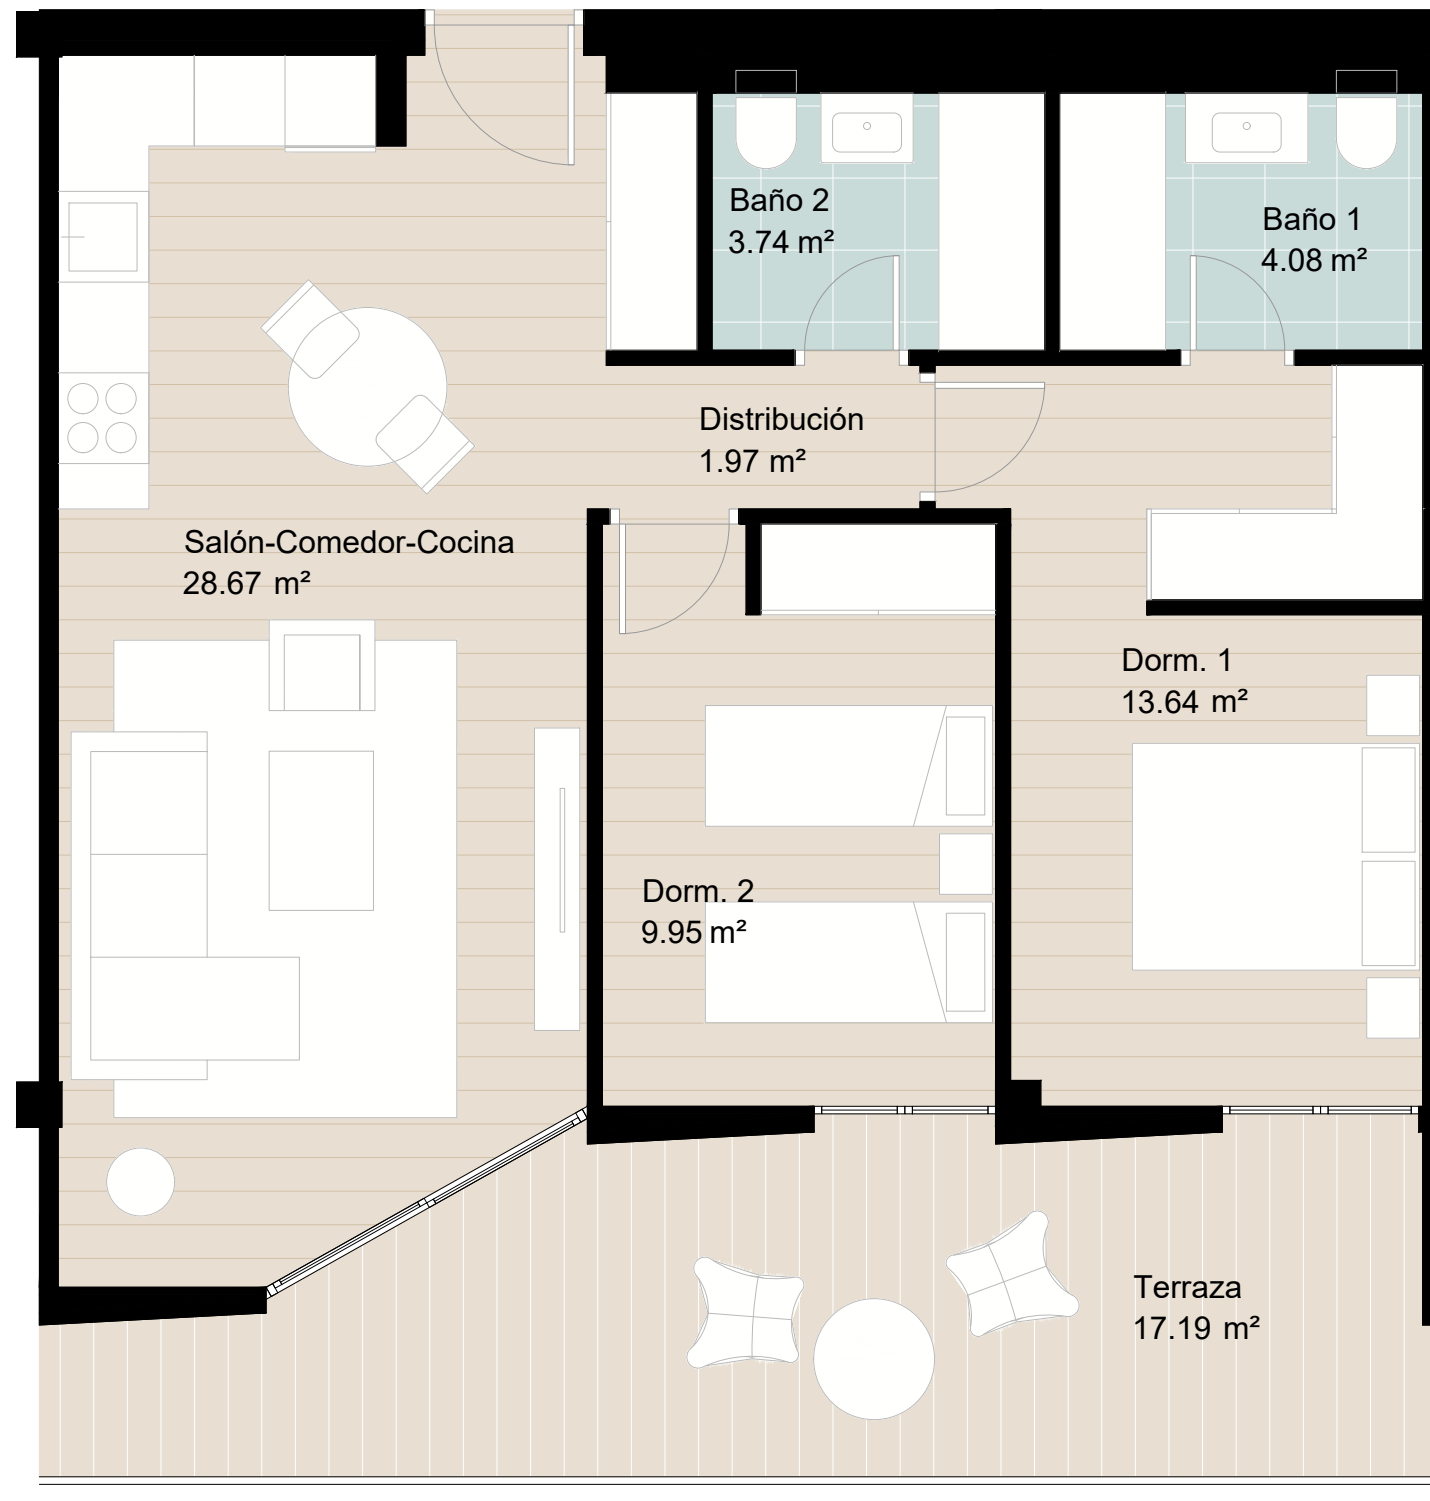 Baño 2
3.74 m²
Baño 1
4.08 m²
Distribución
1.97 m²
Salón-Comedor-Cocina
28.67 m²
Dorm. 1
13.64 m²
Dorm. 2
9.95 m²
Terraza
17.19 m²